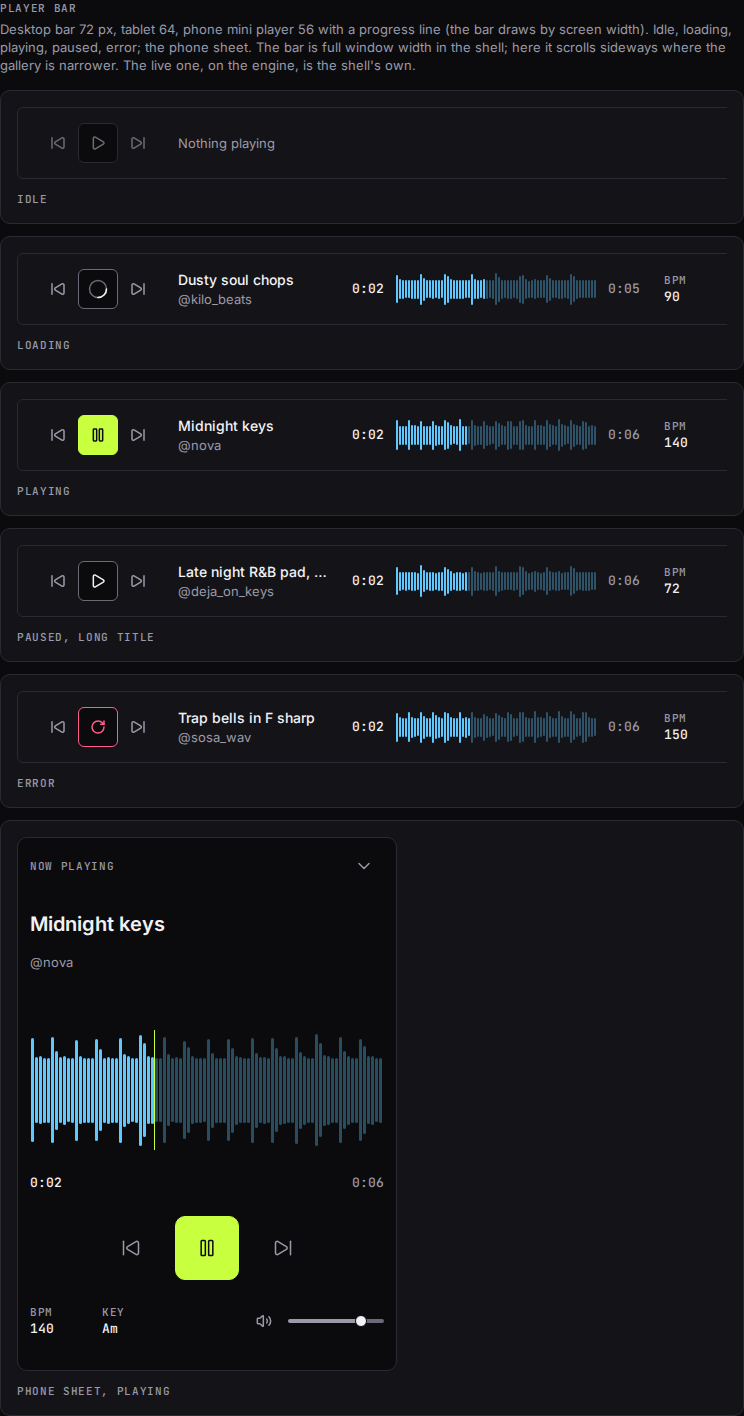 PLAYER BAR
Desktop bar 72 px, tablet 64, phone mini player 56 with a progress line (the bar draws by screen width). Idle, loading,
playing, paused, error; the phone sheet. The bar is full window width in the shell; here it scrolls sideways where the
gallery is narrower. The live one, on the engine, is the shell's own.
Nothing playing
IDLE
Dusty soul chops
@kilo_beats
0:02
0:05
BPM
90
LOADING
Midnight keys
@nova
0:02
0:06
BPM
140
PLAYING
Late night R&B pad, ...
@deja_on_keys
0:02
0:06
BPM
72
PAUSED, LONG TITLE
Trap bells in F sharp
@sosa_wav
0:02
0:06
BPM
150
ERROR
NOW PLAYING
Midnight keys
@nova
0:02
0:06
BPM
140
KEY
Am
PHONE SHEET, PLAYING